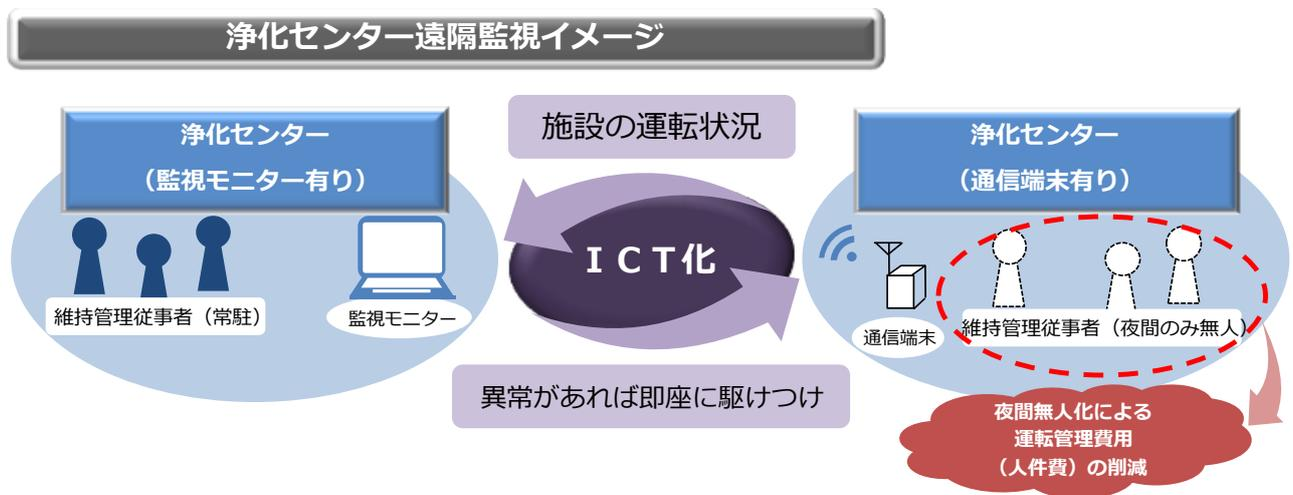 浄化センター遠隔監視イメージ
浄化センター
（監視モニター有り）
維持管理従事者（常駐）
監視モニター
施設の運転状況
ＩＣＴ化
異常があれば即座に駆けつけ
浄化センター
（通信端末有り）
通信端末
維持管理従事者（夜間のみ無人）
夜間無人化による
運転管理費用
（人件費）の削減